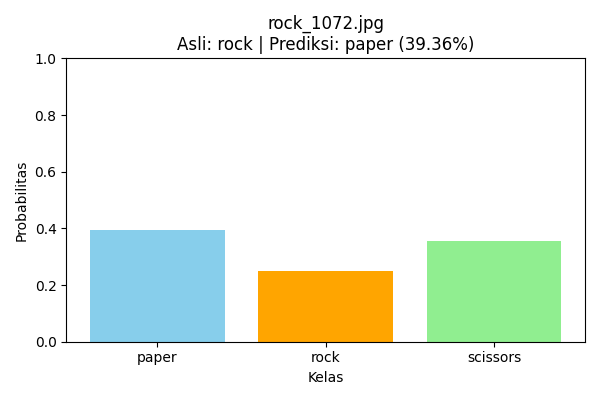 rock_1072.jpg
Asli: rock | Prediksi: paper (39.36%)
1.0
0.8
0.6
0.4
0.2
0.0
Probabilitas
paper rock scissors
Kelas